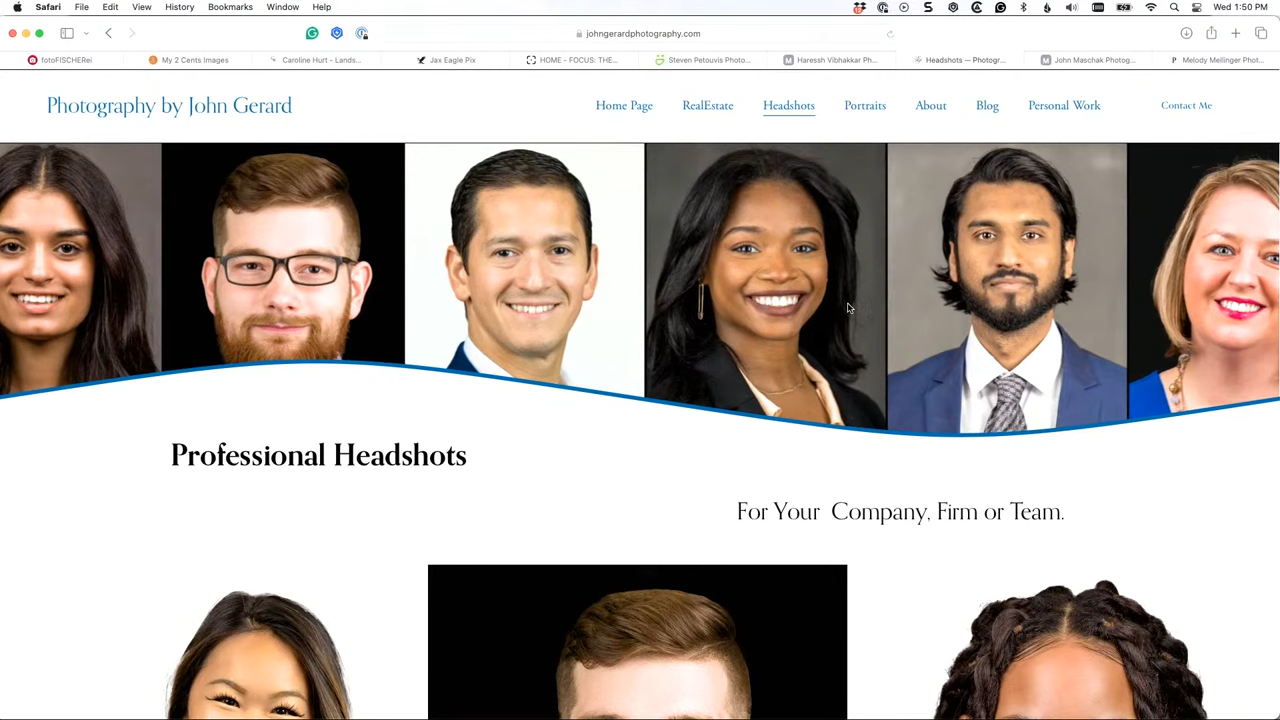 Safari File Edit View History Bookmarks Window Help Wed 1:50 PM
johngerardphotography.com
fotoFISCHERei My 2 Cents Images Caroline Hurt - Lands... Jax Eagle Pix HOME - FOCUS: THE... Steven Petouvis Photo... Haressh Vibhakkar Ph... Headshots — Photogr... John Maschak Photog... Melody Meilinger Phot...
Photography by John Gerard Home Page RealEstate Headshots Portraits About Blog Personal Work Contact Me
Professional Headshots
For Your Company, Firm or Team.